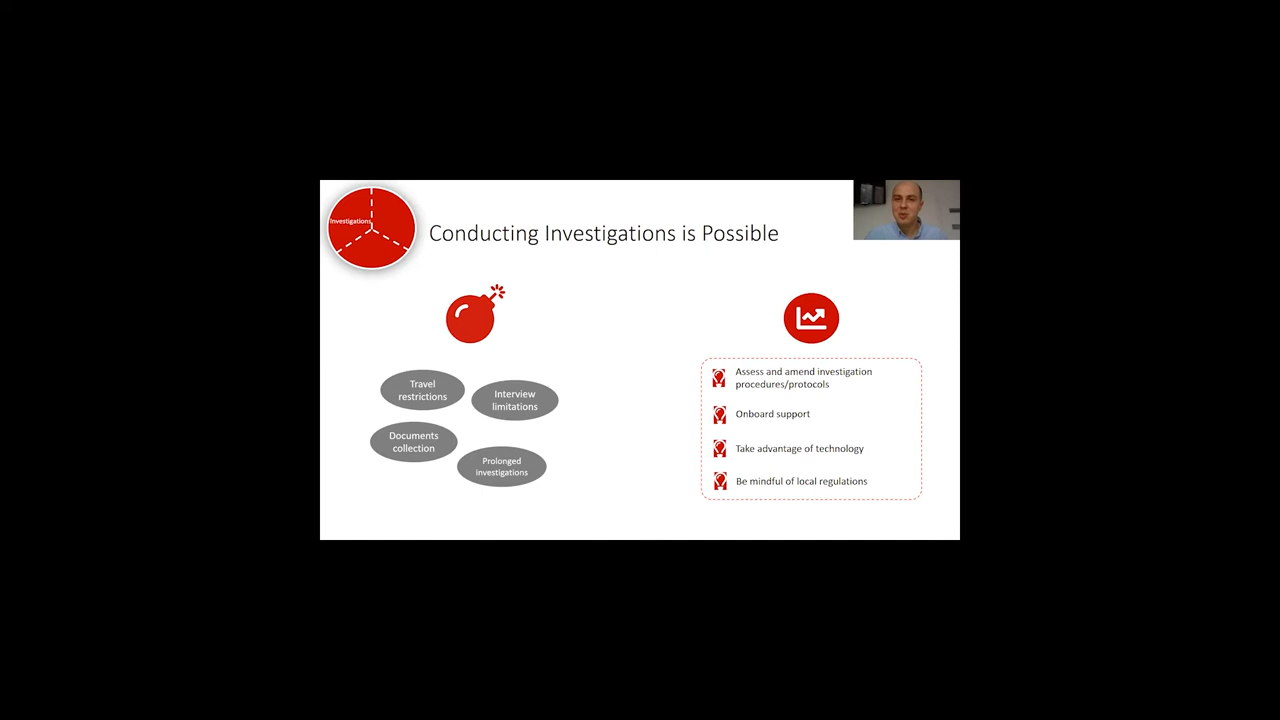 Investigations
Conducting Investigations is Possible
Travel
restrictions
Interview
limitations
Documents
collection
Prolonged
investigations
Assess and amend investigation
procedures/protocols
Onboard support
Take advantage of technology
Be mindful of local regulations